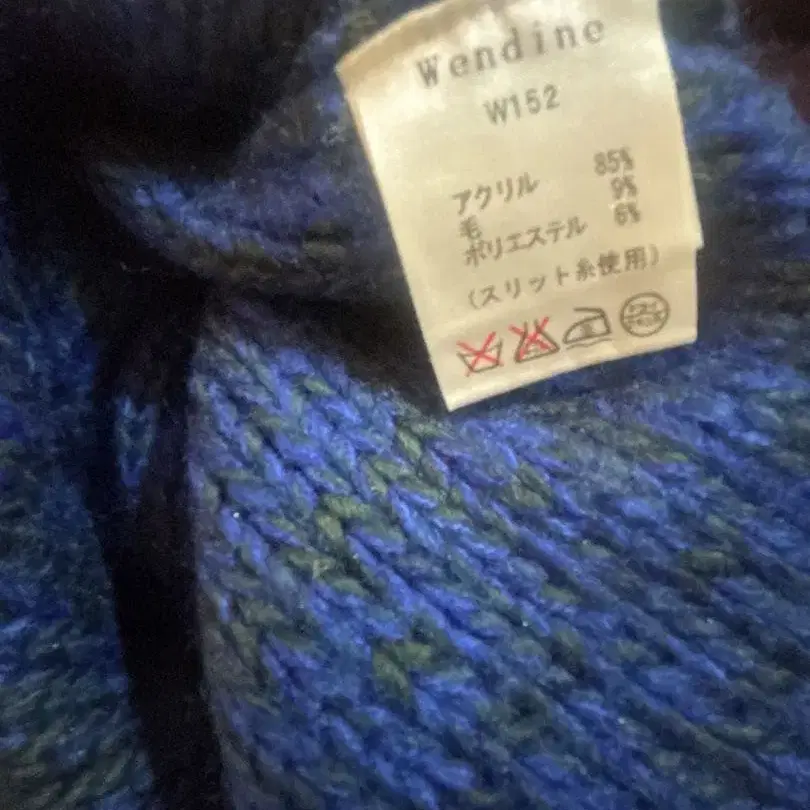 Wendine
W152
アクリル 85%
毛 9%
ポリエステル 6%
(スリット糸使用)